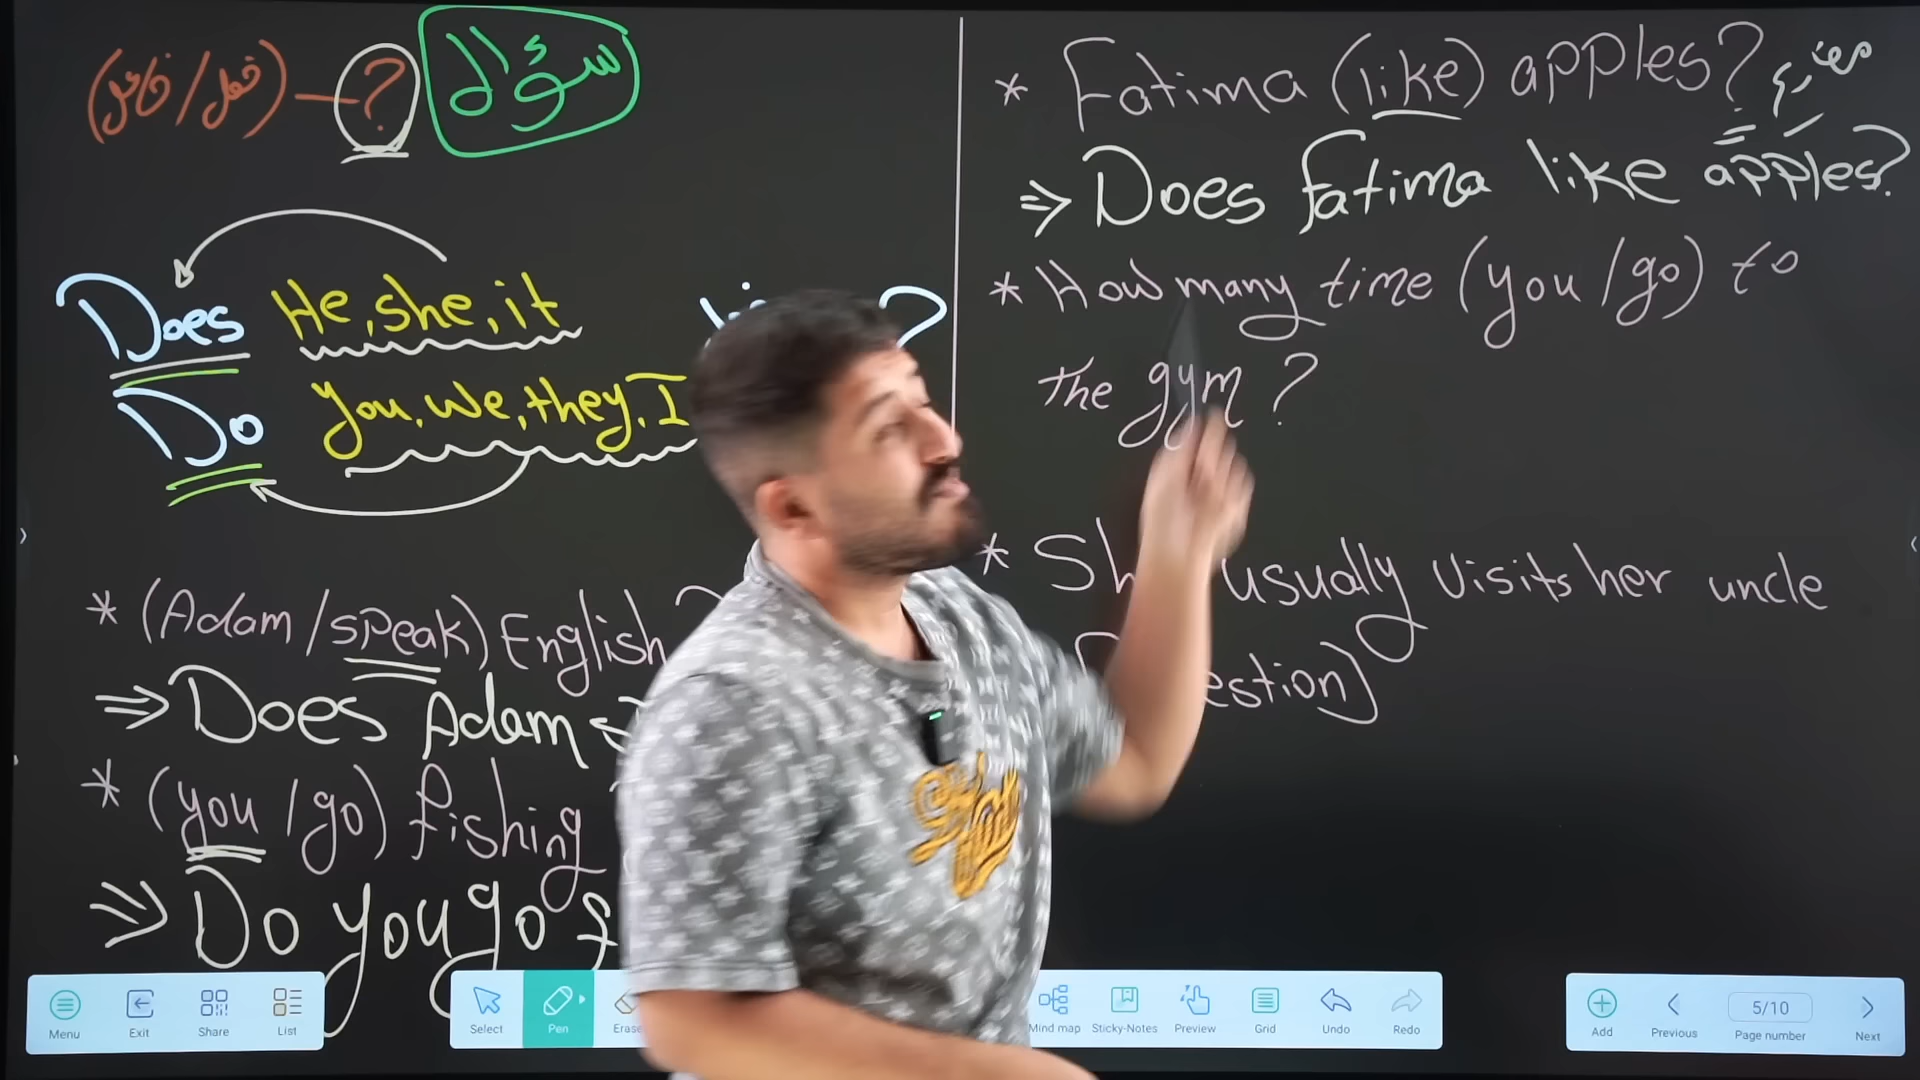 سؤال
? — (فعل/فاعل)
Does He, she, it ?
Do you, we, they, I
* (Adam/speak) English ?
⇒ Does Adam
* (you/go) fishing
⇒ Do you go f
* Fatima (like) apples?
⇒ Does Fatima like apples?
* How many time (you/go) to
the gym?
* Sh usually visits her uncle
estion)
Menu
Exit
Share
List
Select
Pen
Erase
Mind map
Sticky-Notes
Preview
Grid
Undo
Redo
Add
Previous
5/10
Page number
Next